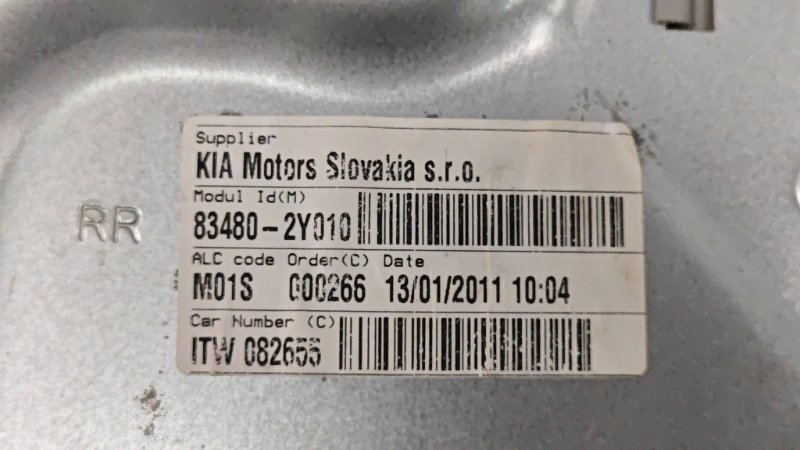 Supplier
KIA Motors Slovakia s.r.o.
Modul Id(M)
83480-2Y010
RR
ALC code Order(C) Date
M01S 000266 13/01/2011 10:04
Car Number (C)
ITW 082655